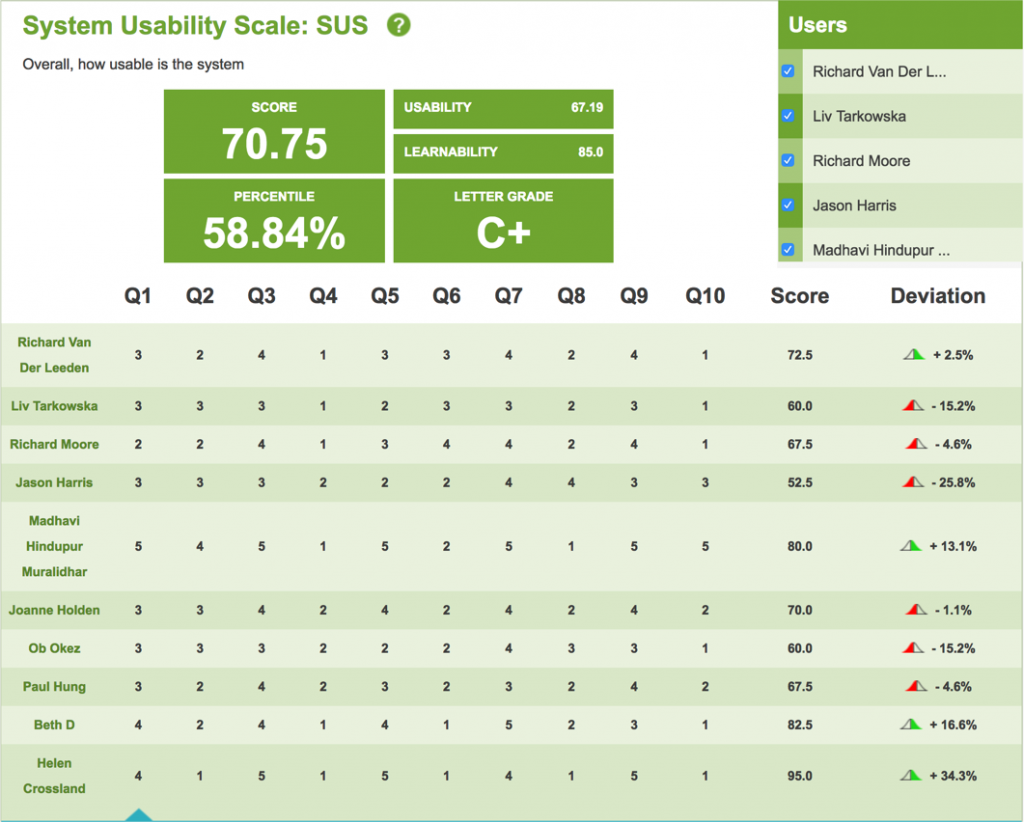 System Usability Scale: SUS ?
Overall, how usable is the system
SCORE
70.75
USABILITY 67.19
LEARNABILITY 85.0
PERCENTILE
58.84%
LETTER GRADE
C+
Users
Richard Van Der L...
Liv Tarkowska
Richard Moore
Jason Harris
Madhavi Hindupur ...
Q1 Q2 Q3 Q4 Q5 Q6 Q7 Q8 Q9 Q10 Score Deviation
Richard Van
Der Leeden
3 2 4 1 3 3 4 2 4 1 72.5 + 2.5%
Liv Tarkowska 3 3 3 1 2 3 3 2 3 1 60.0 - 15.2%
Richard Moore 2 2 4 1 3 4 4 2 4 1 67.5 - 4.6%
Jason Harris 3 3 3 2 2 2 4 4 3 3 52.5 - 25.8%
Madhavi
Hindupur
Muralidhar
5 4 5 1 5 2 5 1 5 5 80.0 + 13.1%
Joanne Holden 3 3 4 2 4 2 4 2 4 2 70.0 - 1.1%
Ob Okez 3 3 3 2 2 2 4 3 3 1 60.0 - 15.2%
Paul Hung 3 2 4 2 3 2 3 2 4 2 67.5 - 4.6%
Beth D 4 2 4 1 4 1 5 2 3 1 82.5 + 16.6%
Helen
Crossland
4 1 5 1 5 1 4 1 5 1 95.0 + 34.3%